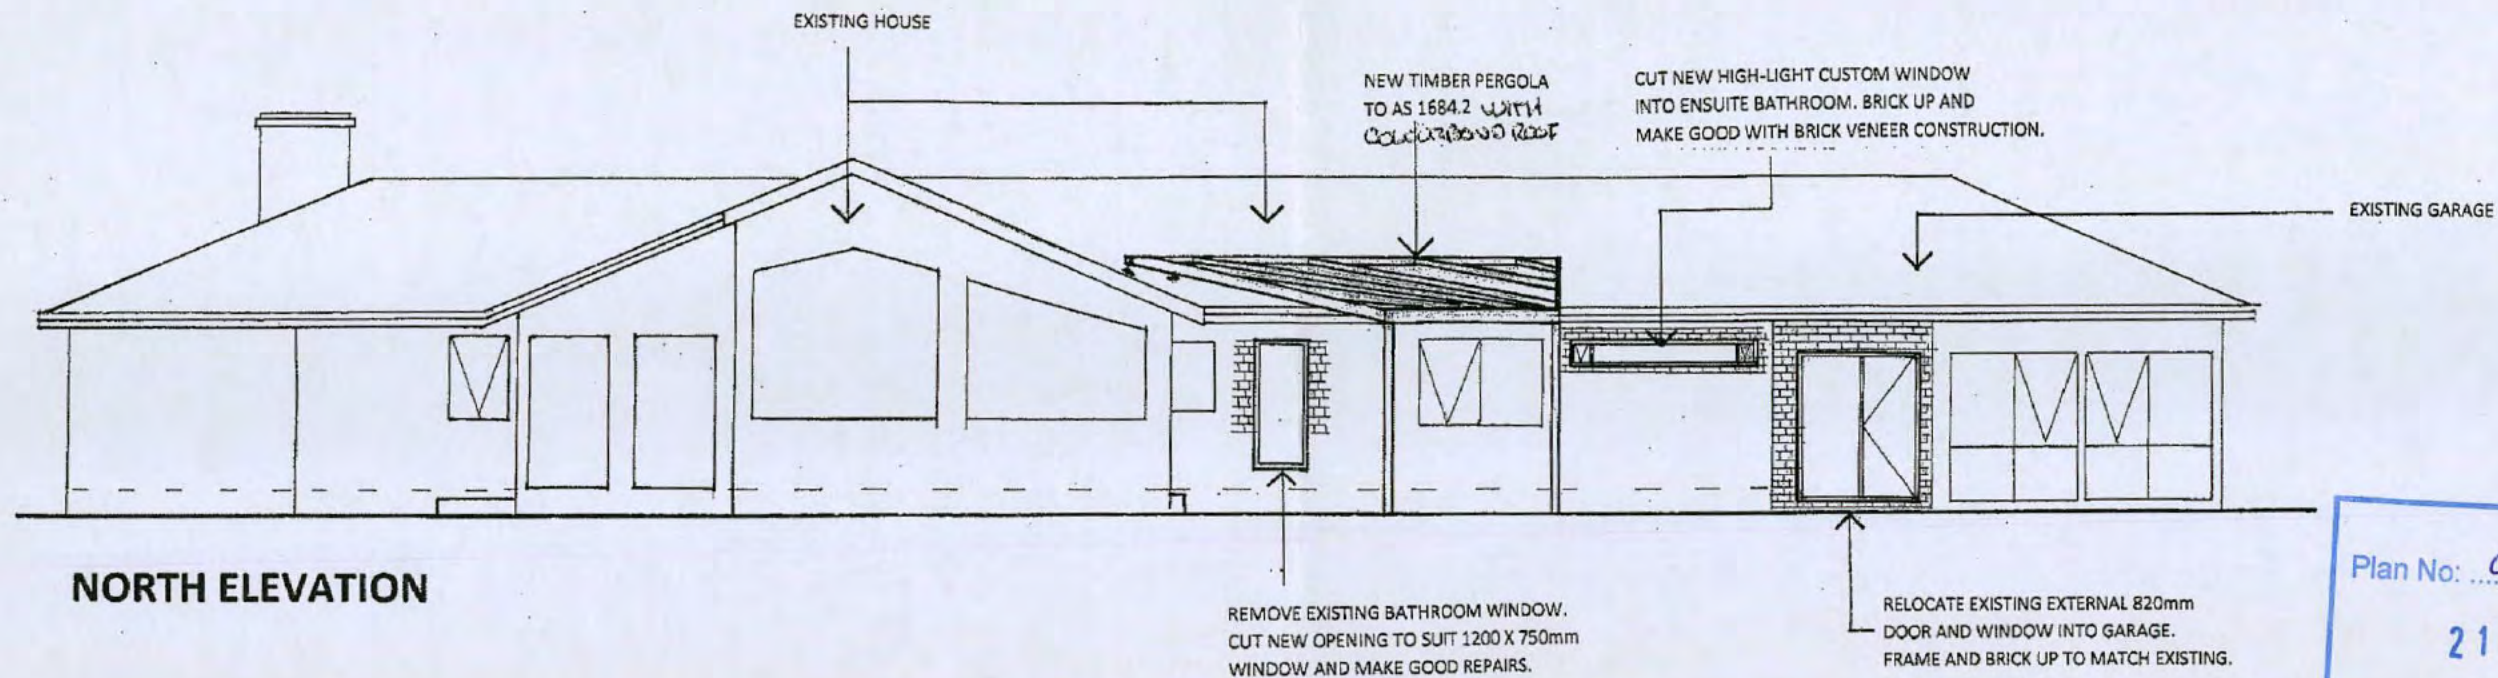 EXISTING HOUSE
NEW TIMBER PERGOLA
TO AS 1684.2 WITH
COLOURBOND ROOF
CUT NEW HIGH-LIGHT CUSTOM WINDOW
INTO ENSUITE BATHROOM. BRICK UP AND
MAKE GOOD WITH BRICK VENEER CONSTRUCTION.
EXISTING GARAGE
NORTH ELEVATION
REMOVE EXISTING BATHROOM WINDOW.
CUT NEW OPENING TO SUIT 1200 X 750mm
WINDOW AND MAKE GOOD REPAIRS.
RELOCATE EXISTING EXTERNAL 820mm
DOOR AND WINDOW INTO GARAGE.
FRAME AND BRICK UP TO MATCH EXISTING.
Plan No: ....
21